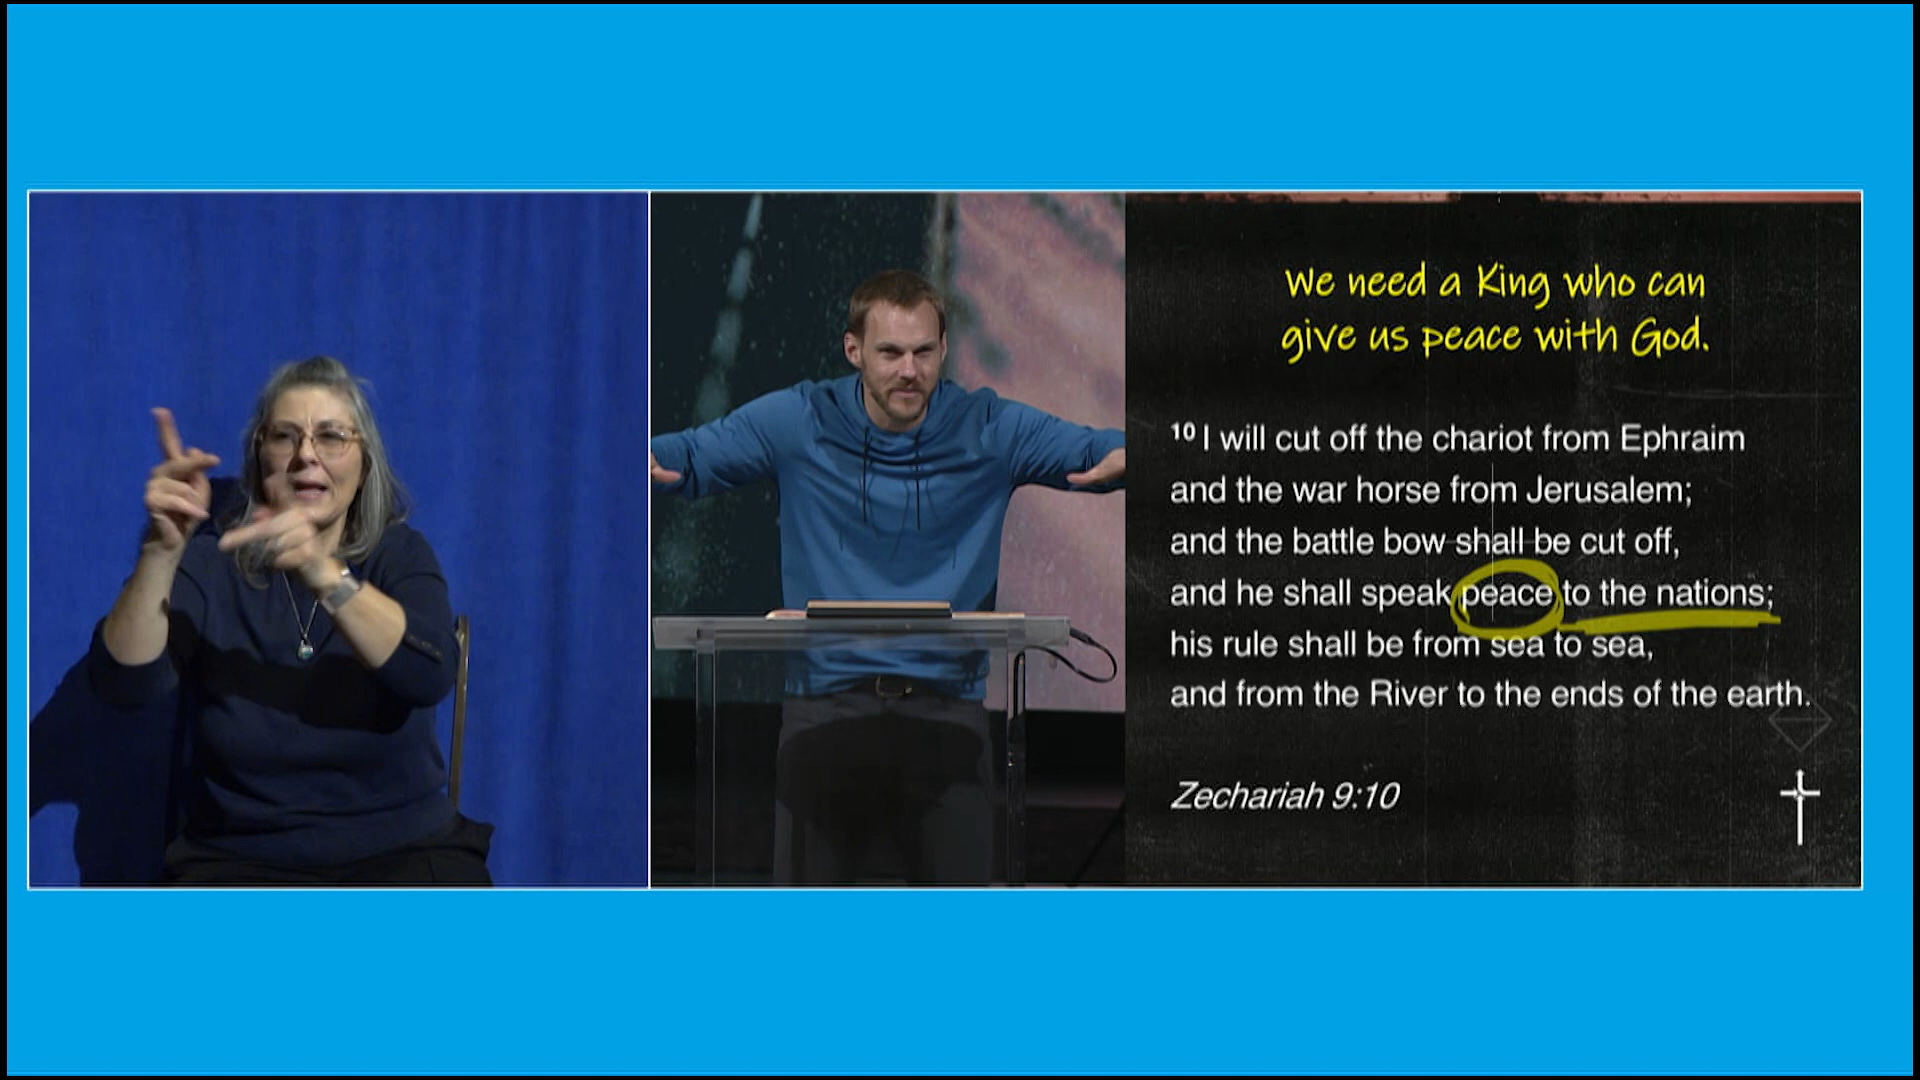 We need a King who can
give us peace with God.
10 I will cut off the chariot from Ephraim
and the war horse from Jerusalem;
and the battle bow shall be cut off,
and he shall speak peace to the nations;
his rule shall be from sea to sea,
and from the River to the ends of the earth.
Zechariah 9:10